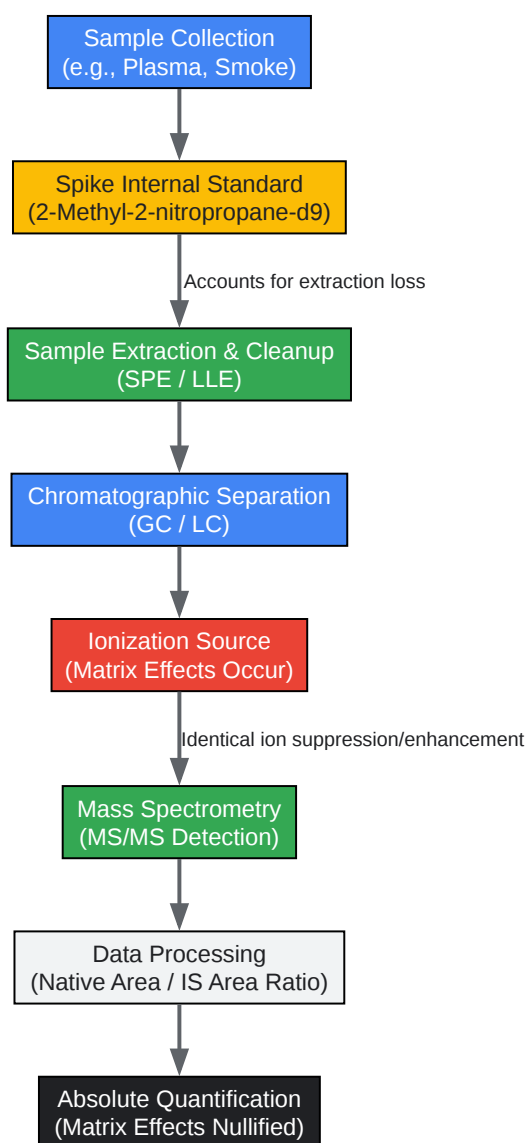 Sample Collection
(e.g., Plasma, Smoke)
Spike Internal Standard
(2-Methyl-2-nitropropane-d9)
Accounts for extraction loss
Sample Extraction & Cleanup
(SPE / LLE)
Chromatographic Separation
(GC / LC)
Ionization Source
(Matrix Effects Occur)
Identical ion suppression/enhancement
Mass Spectrometry
(MS/MS Detection)
Data Processing
(Native Area / IS Area Ratio)
Absolute Quantification
(Matrix Effects Nullified)